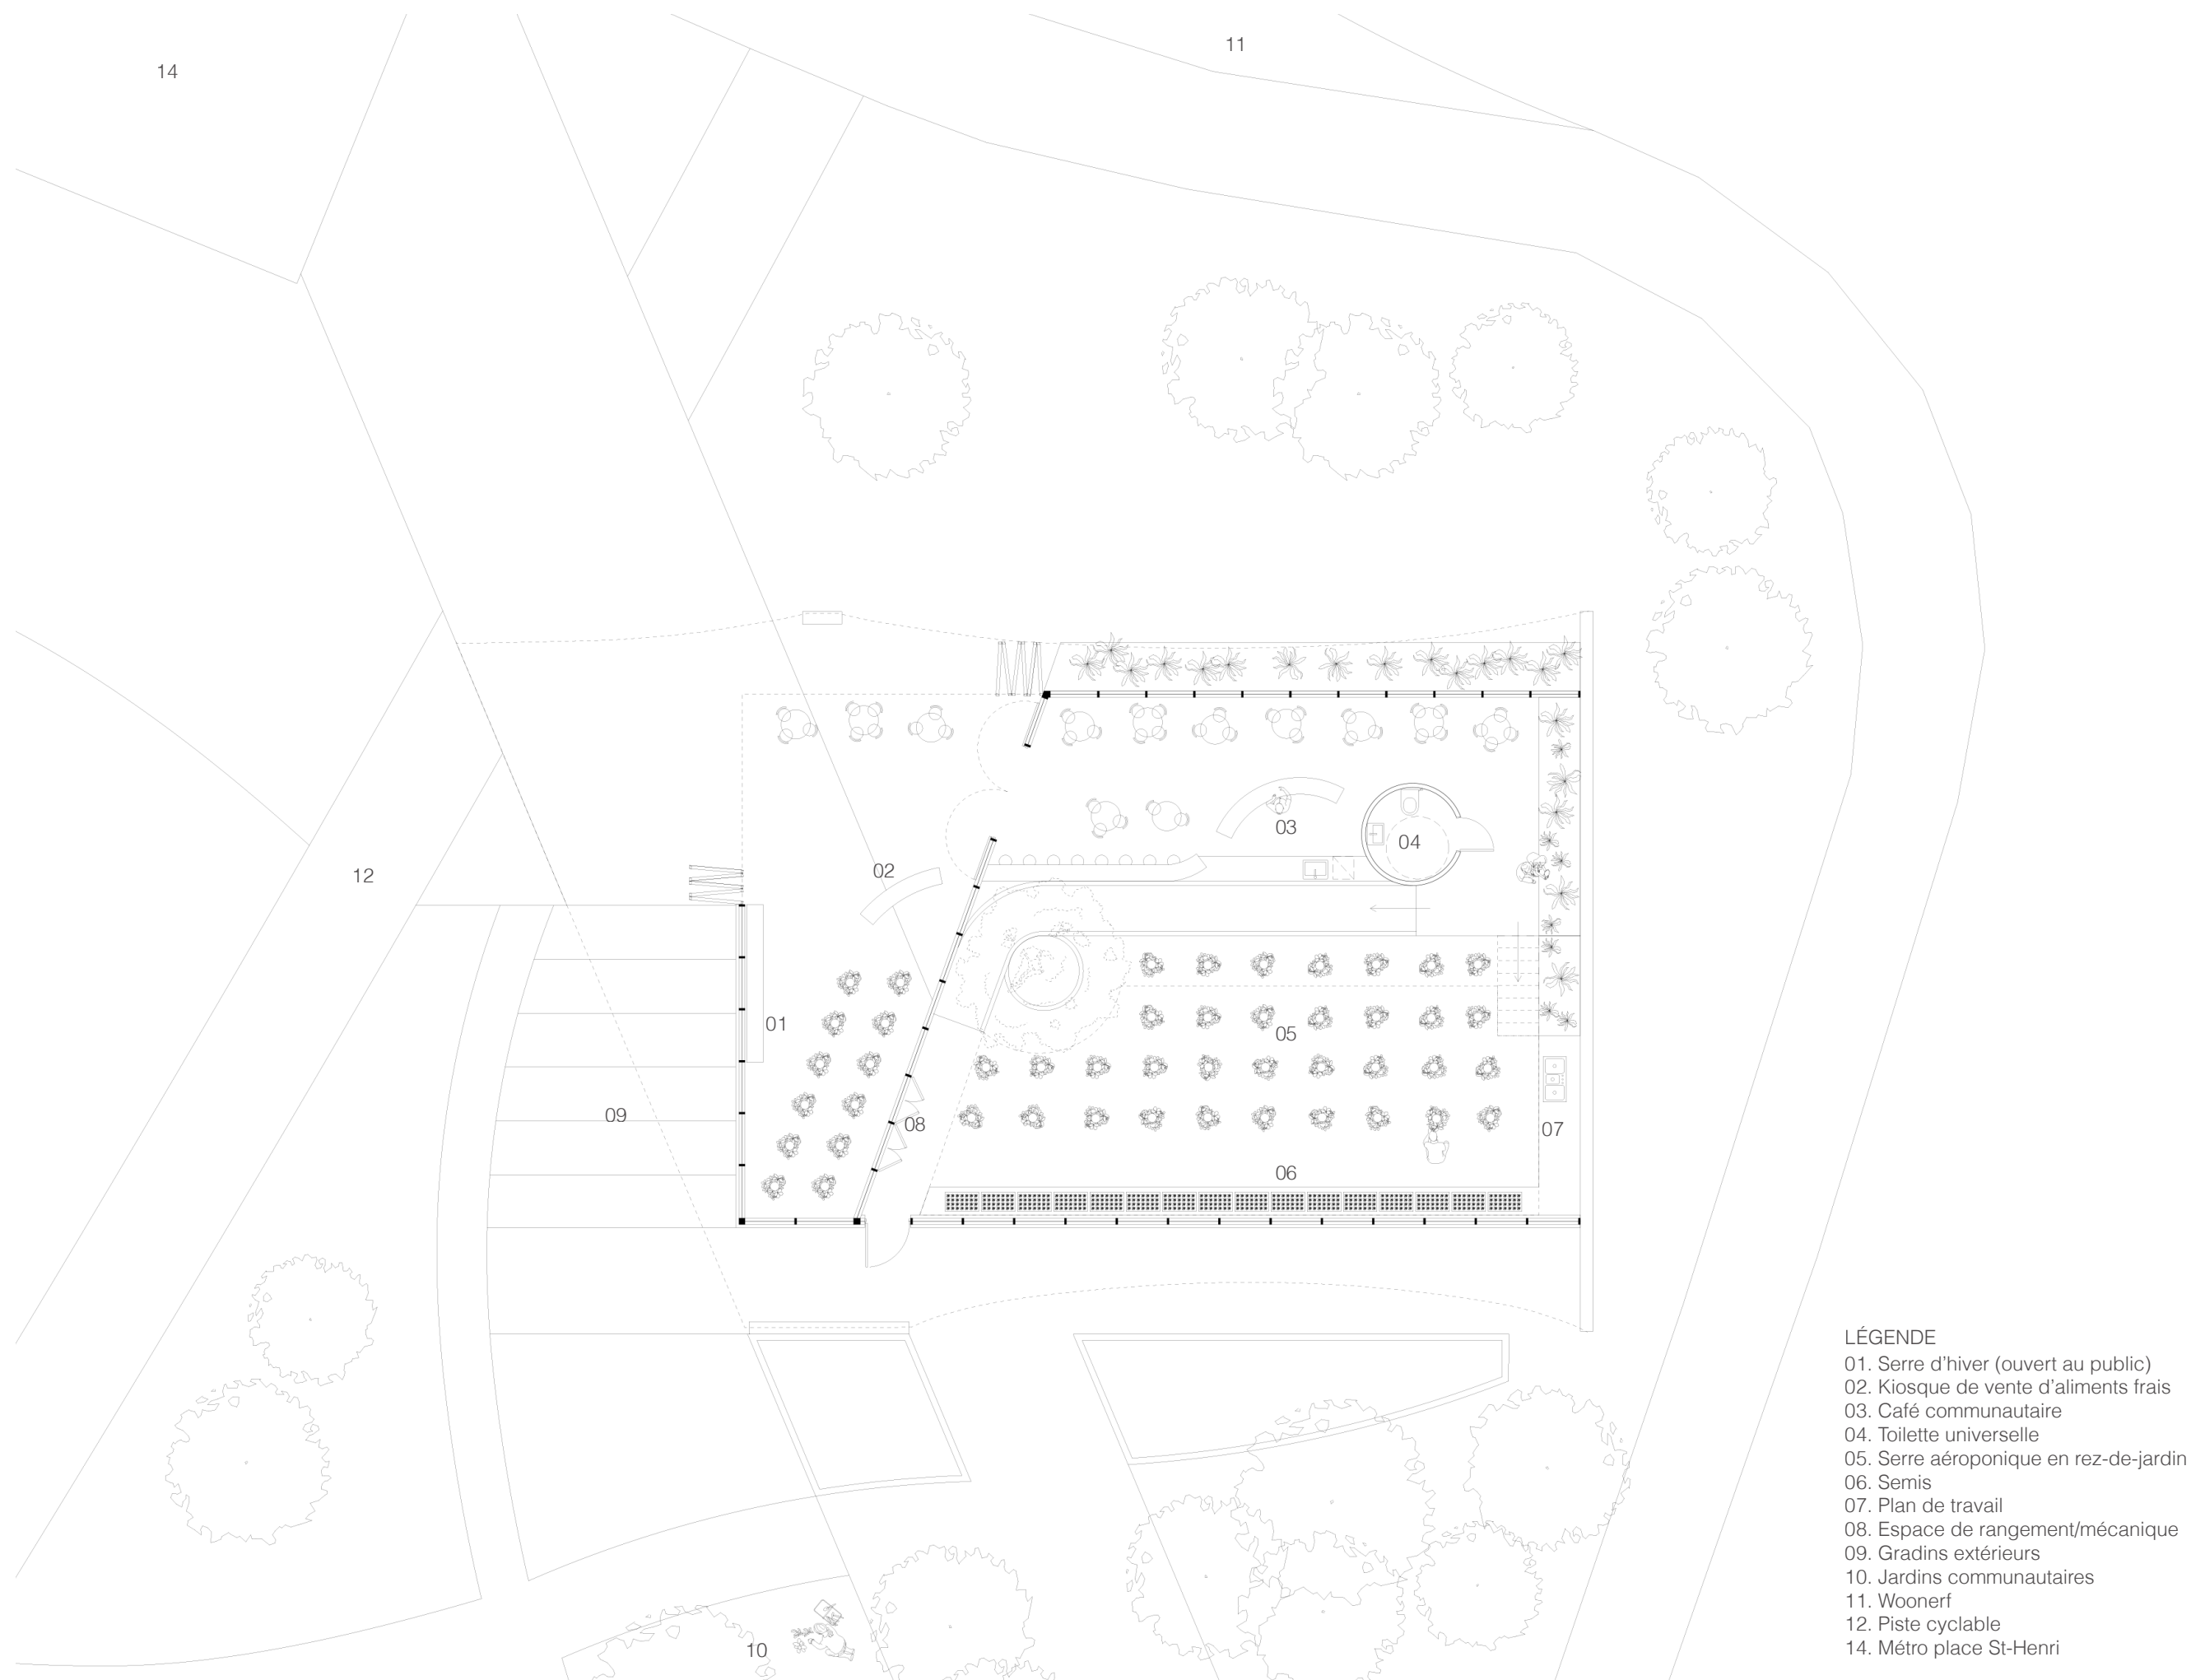 11
14
03
04
02
12
01
05
09
08
07
06
10
LÉGENDE
01. Serre d'hiver (ouvert au public)
02. Kiosque de vente d'aliments frais
03. Café communautaire
04. Toilette universelle
05. Serre aéroponique en rez-de-jardin
06. Semis
07. Plan de travail
08. Espace de rangement/mécanique
09. Gradins extérieurs
10. Jardins communautaires
11. Woonerf
12. Piste cyclable
14. Métro place St-Henri